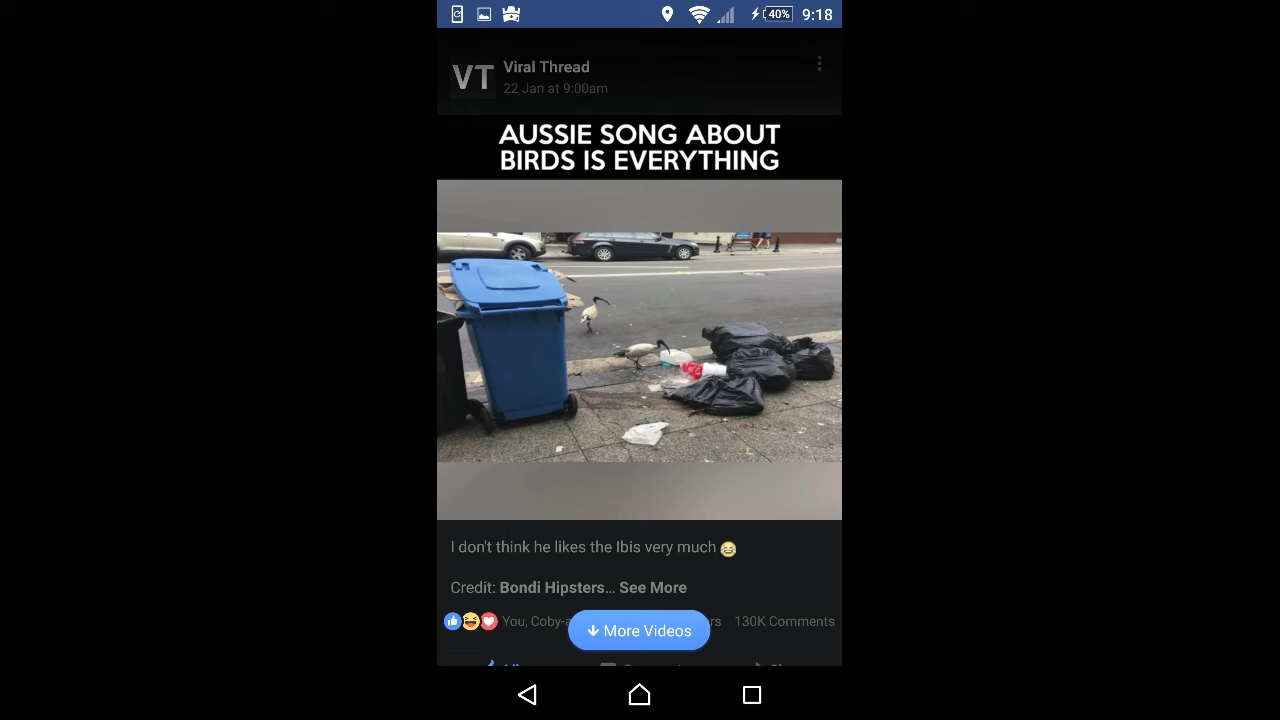 40% 9:18
VT Viral Thread
22 Jan at 9:00am
AUSSIE SONG ABOUT
BIRDS IS EVERYTHING
I don't think he likes the Ibis very much
Credit: Bondi Hipsters... See More
You, Coby-a rs 130K Comments
More Videos